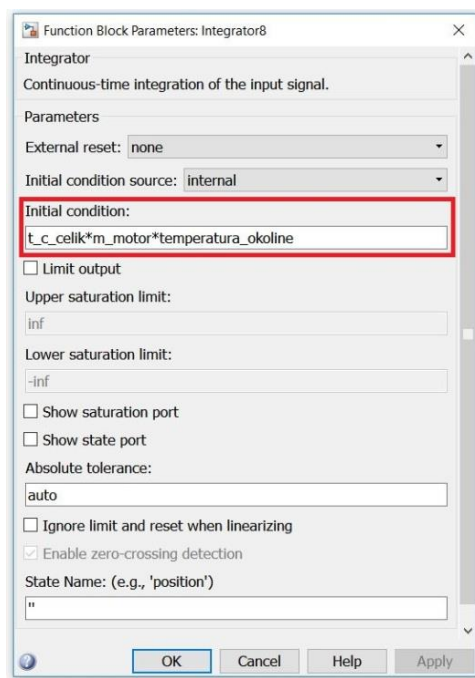 Function Block Parameters: Integrator8
Integrator
Continuous-time integration of the input signal.
Parameters
External reset: none
Initial condition source: internal
Initial condition:
t_c_celik*m_motor*temperatura_okoline
Limit output
Upper saturation limit:
inf
Lower saturation limit:
-inf
Show saturation port
Show state port
Absolute tolerance:
auto
Ignore limit and reset when linearizing
Enable zero-crossing detection
State Name: (e.g., 'position')
''
OK Cancel Help Apply